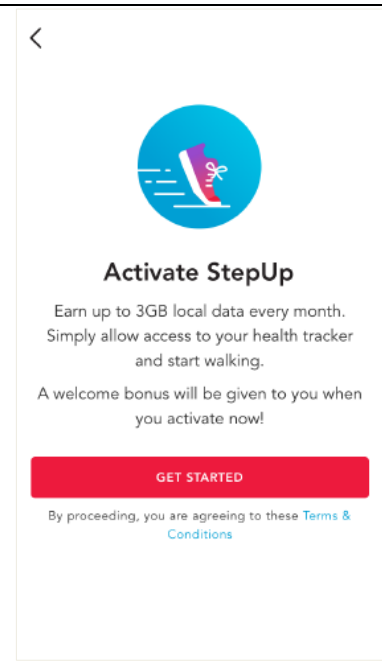 Activate StepUp
Earn up to 3GB local data every month.
Simply allow access to your health tracker
and start walking.
A welcome bonus will be given to you when
you activate now!
GET STARTED
By proceeding, you are agreeing to these Terms &
Conditions